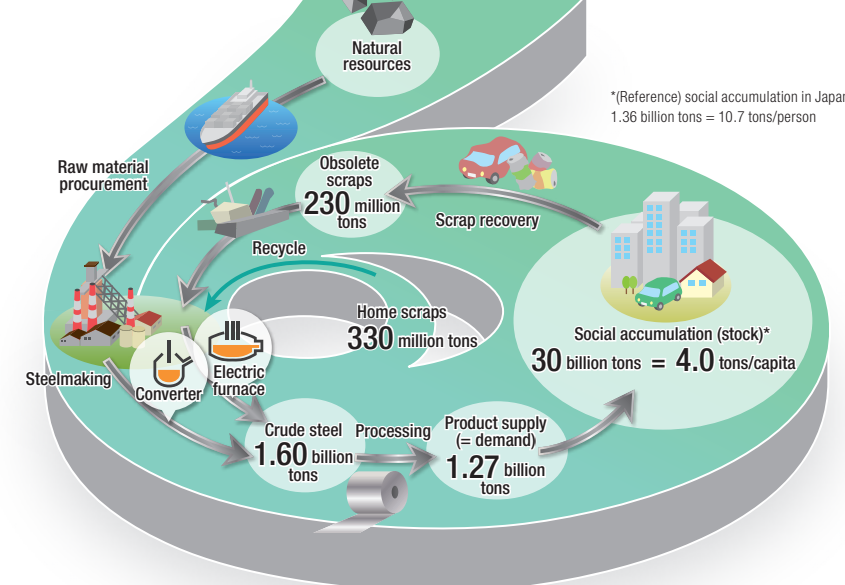 Natural
resources
*(Reference) social accumulation in Japan
1.36 billion tons = 10.7 tons/person
Raw material
procurement
Obsolete
scraps
230 million
tons
Scrap recovery
Recycle
Home scraps
330 million tons
Social accumulation (stock)*
30 billion tons = 4.0 tons/capita
Steelmaking
Converter
Electric
furnace
Crude steel
1.60 billion
tons
Processing
Product supply
(= demand)
1.27 billion
tons